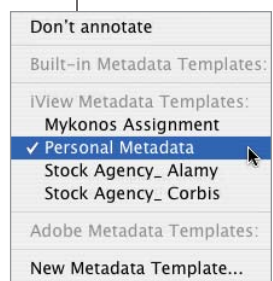 Don't annotate
Built-in Metadata Templates:
iView Metadata Templates:
Mykonos Assignment
✓ Personal Metadata
Stock Agency_ Alamy
Stock Agency_ Corbis
Adobe Metadata Templates:
New Metadata Template...